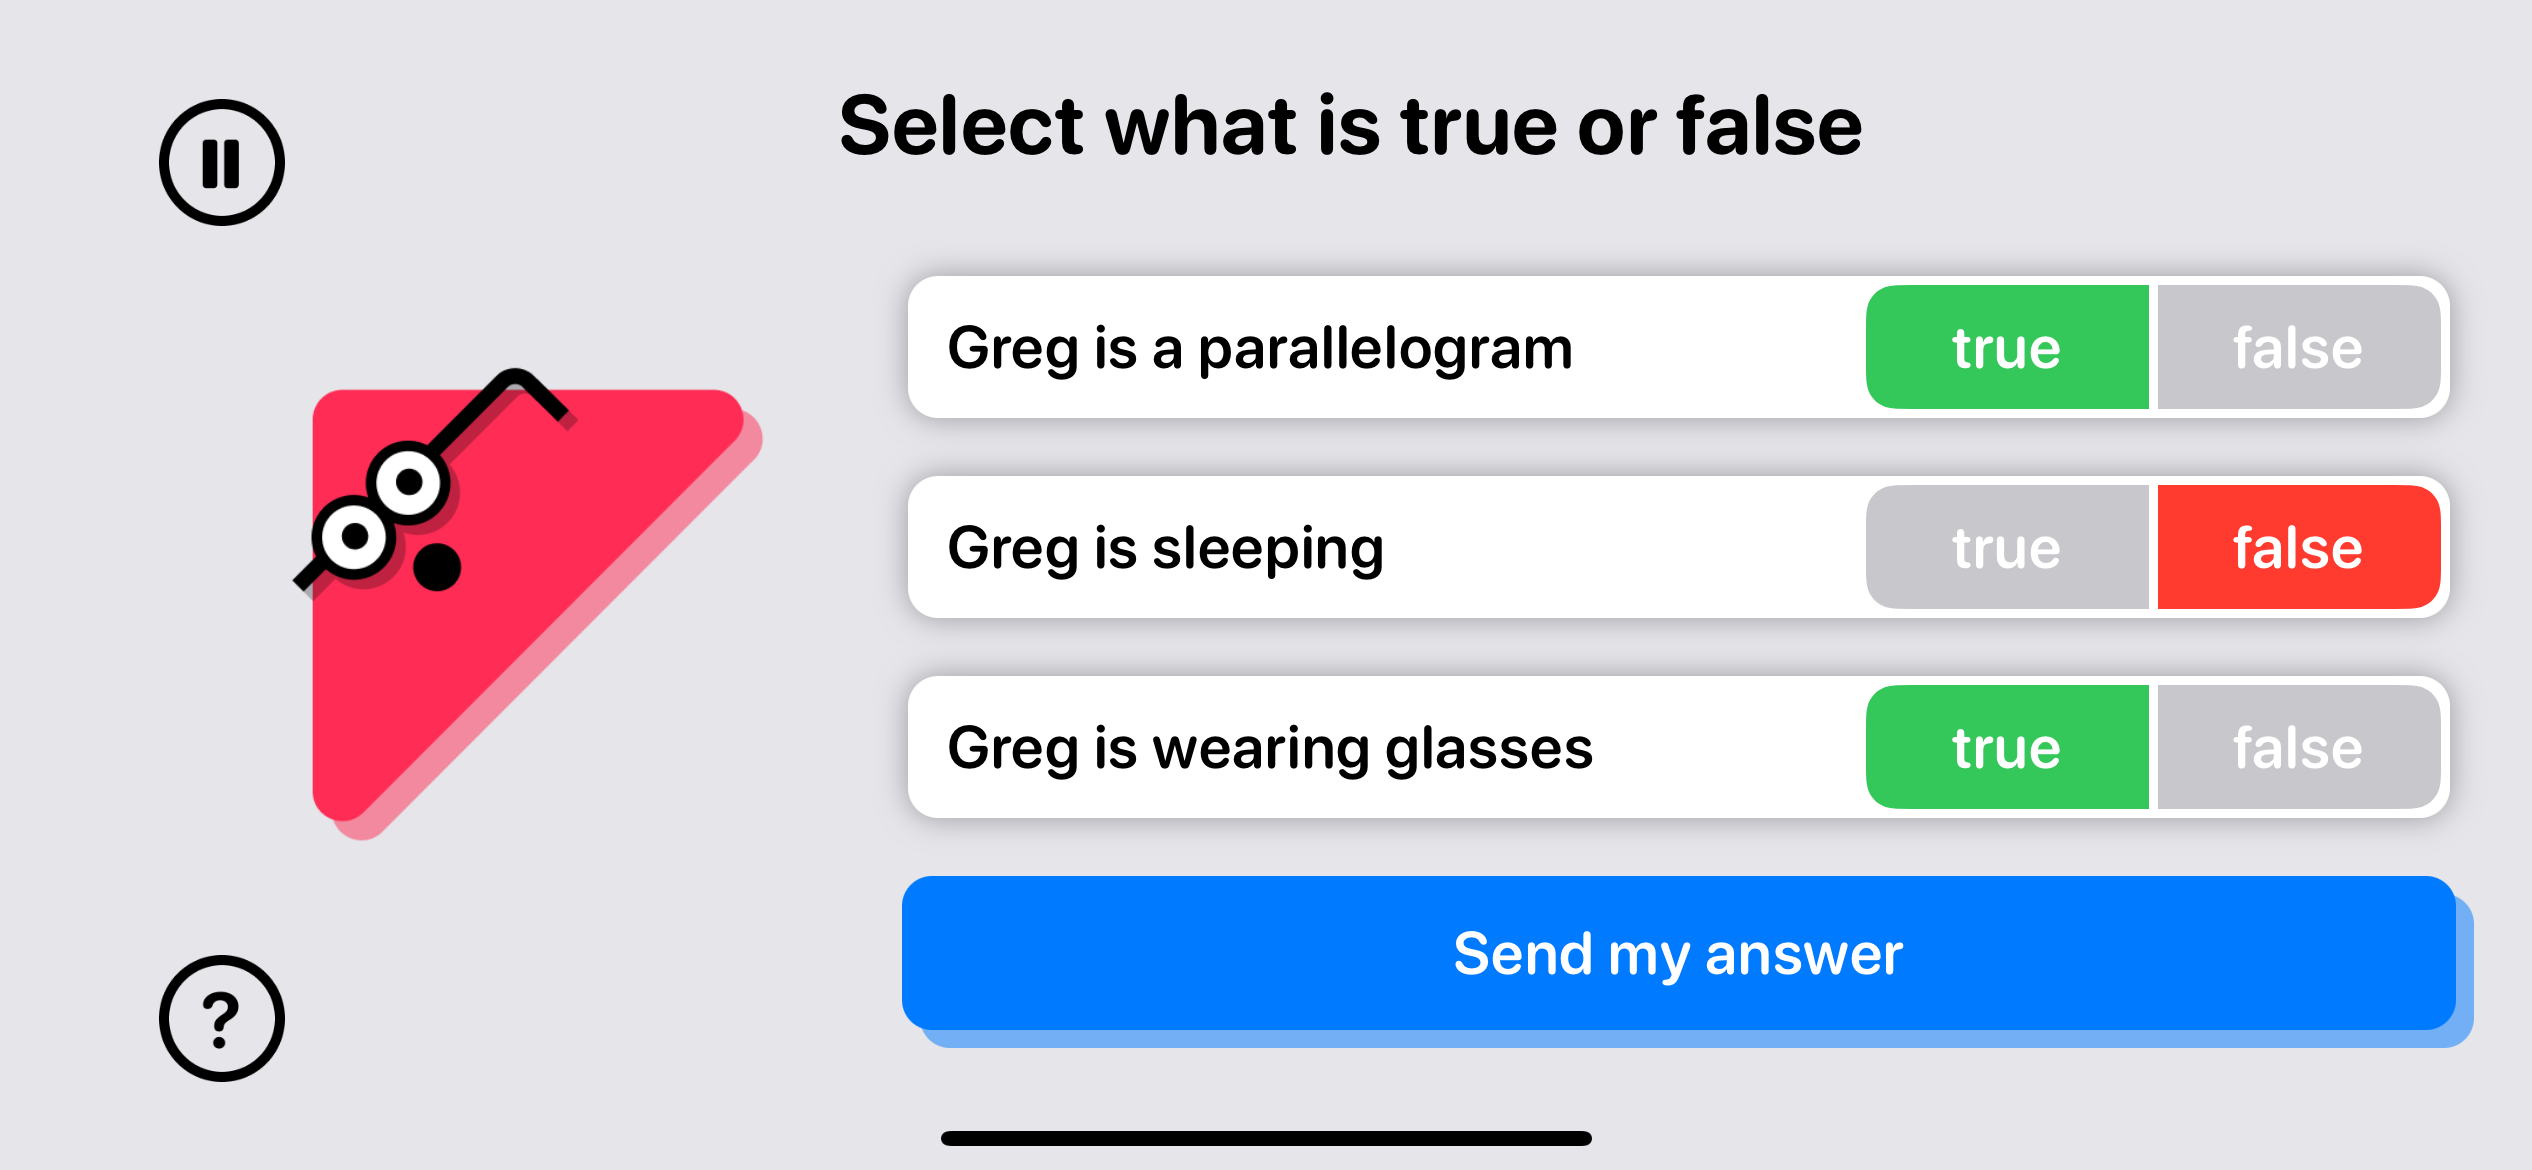 Select what is true or false
Greg is a parallelogram true false
Greg is sleeping true false
Greg is wearing glasses true false
Send my answer
?